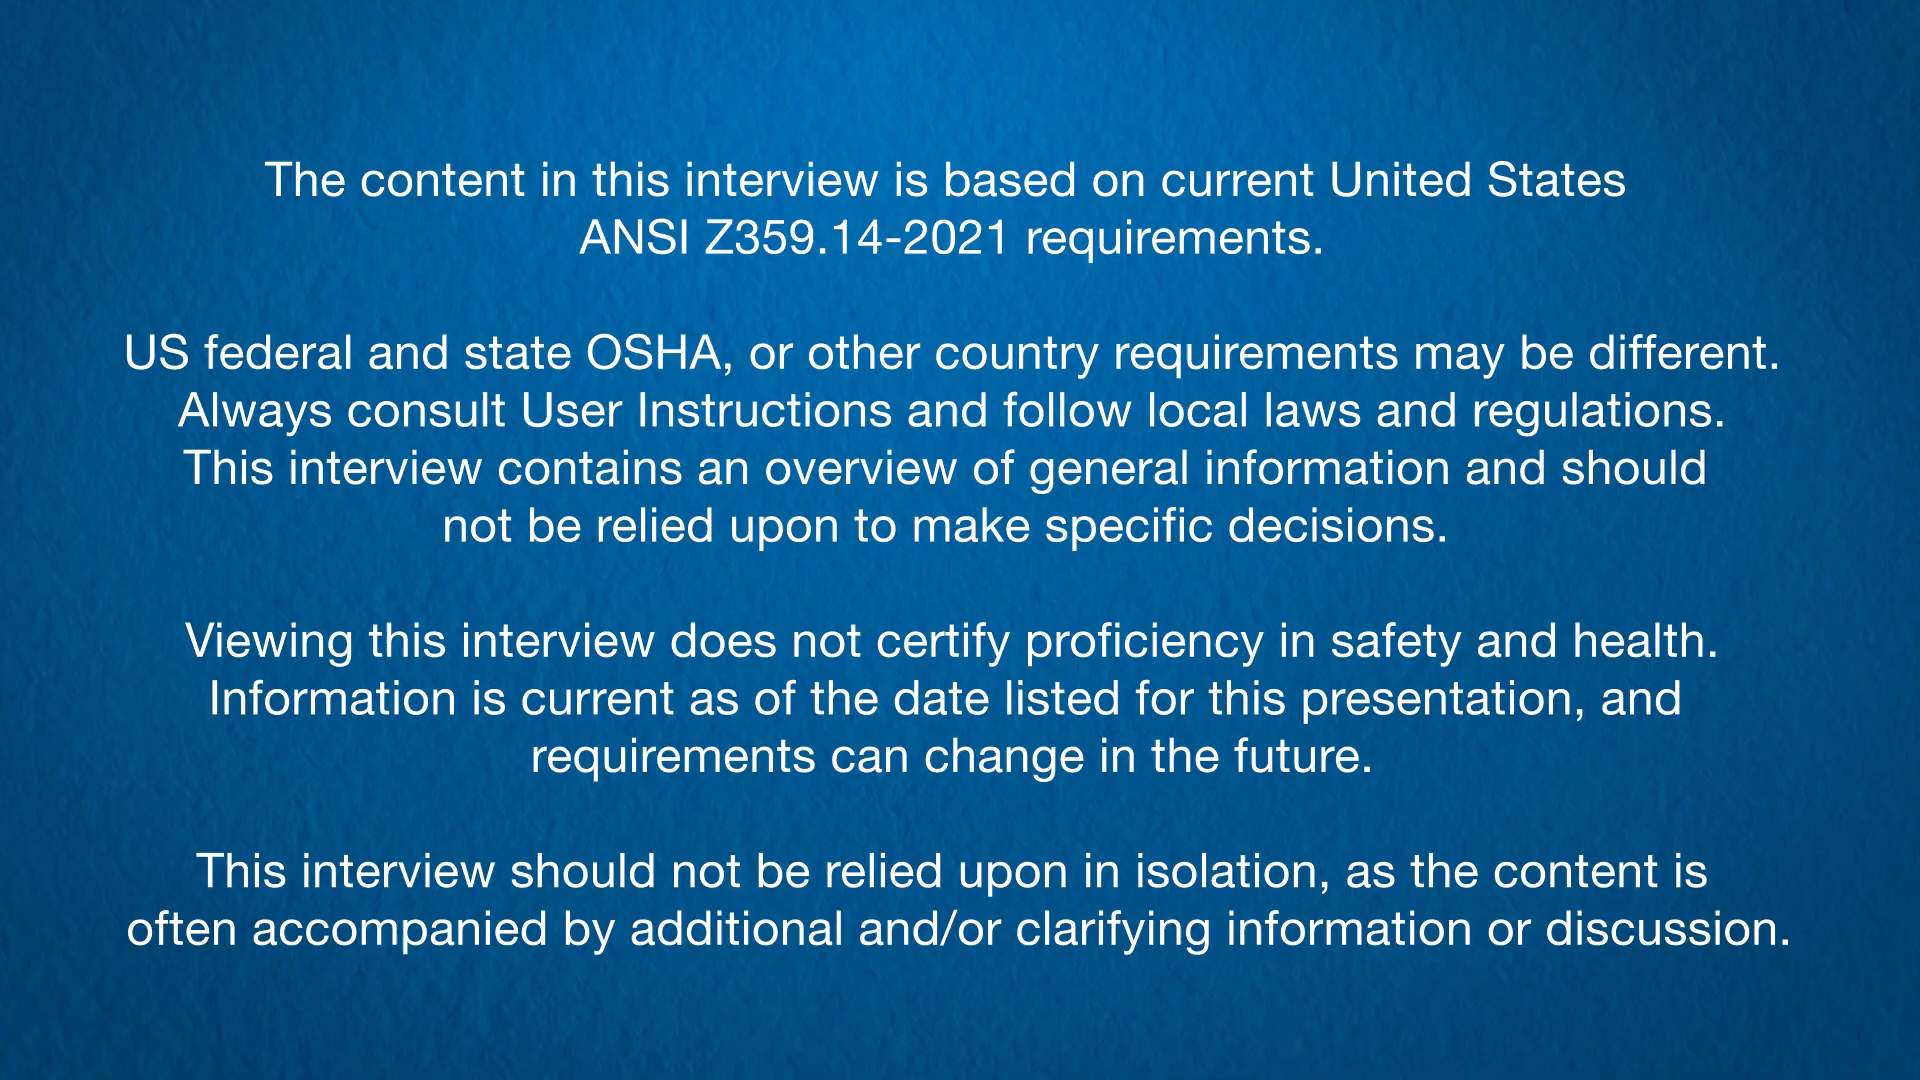 The content in this interview is based on current United States
ANSI Z359.14-2021 requirements.
US federal and state OSHA, or other country requirements may be different.
Always consult User Instructions and follow local laws and regulations.
This interview contains an overview of general information and should
not be relied upon to make specific decisions.
Viewing this interview does not certify proficiency in safety and health.
Information is current as of the date listed for this presentation, and
requirements can change in the future.
This interview should not be relied upon in isolation, as the content is
often accompanied by additional and/or clarifying information or discussion.